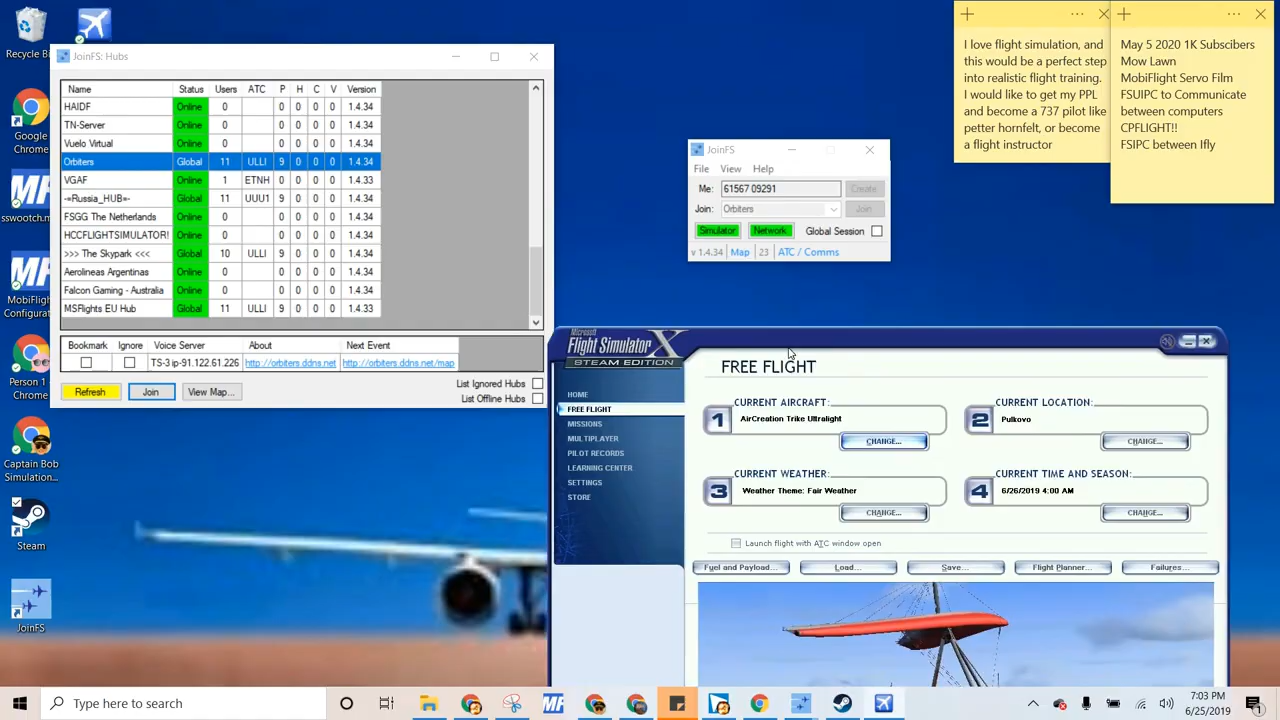 Recycle Bin
Google Chrome
sswootch.m...
MobiFlight Configurat...
Person 1 - Chrome
Captain Bob Simulation...
Steam
JoinFS
JoinFS: Hubs
Name Status Users ATC P H C V Version
HAIDF Online 0 0 0 0 0 1.4.34
TN-Server Online 0 0 0 0 0 1.4.34
Vuelo Virtual Online 0 0 0 0 0 1.4.34
Orbiters Global 11 ULLI 9 0 0 0 1.4.34
VGAF Online 1 ETNH 0 0 0 0 1.4.33
-=Russia_HUB=- Global 11 UUU1 9 0 0 0 1.4.34
FSGG The Netherlands Online 0 0 0 0 0 1.4.34
HCCFLIGHTSIMULATOR! Online 0 0 0 0 0 1.4.34
>>> The Skypark <<< Global 10 ULLI 9 0 0 0 1.4.34
Aerolineas Argentinas Online 0 0 0 0 0 1.4.34
Falcon Gaming - Australia Online 0 0 0 0 0 1.4.34
MSFlights EU Hub Global 11 ULLI 9 0 0 0 1.4.33
Bookmark Ignore Voice Server About Next Event
TS-3 ip-91.122.61.226 http://orbiters.ddns.net http://orbiters.ddns.net/map
List Ignored Hubs
Refresh Join View Map...
List Offline Hubs
JoinFS
File View Help
Me: 61567 09291 Create
Join: Orbiters Join
Simulator Network Global Session
v 1.4.34 Map 23 ATC / Comms
I love flight simulation, and
this would be a perfect step
into realistic flight training.
I would like to get my PPL
and become a 737 pilot like
petter hornfelt, or become
a flight instructor
May 5 2020 1K Subscibers
Mow Lawn
MobiFlight Servo Film
FSUIPC to Communicate
between computers
CPFLIGHT!!
FSIPC between Ifly
Microsoft
Flight Simulator X
STEAM EDITION
HOME
FREE FLIGHT
MISSIONS
MULTIPLAYER
PILOT RECORDS
LEARNING CENTER
SETTINGS
STORE
FREE FLIGHT
CURRENT AIRCRAFT:
1 AirCreation Trike Ultralight
CHANGE...
CURRENT LOCATION:
2 Pulkovo
CHANGE...
CURRENT WEATHER:
3 Weather Theme: Fair Weather
CHANGE...
CURRENT TIME AND SEASON:
4 6/26/2019 4:00 AM
CHANGE...
Launch flight with ATC window open
Fuel and Payload... Load... Save... Flight Planner... Failures...
Type here to search
7:03 PM
6/25/2019
1